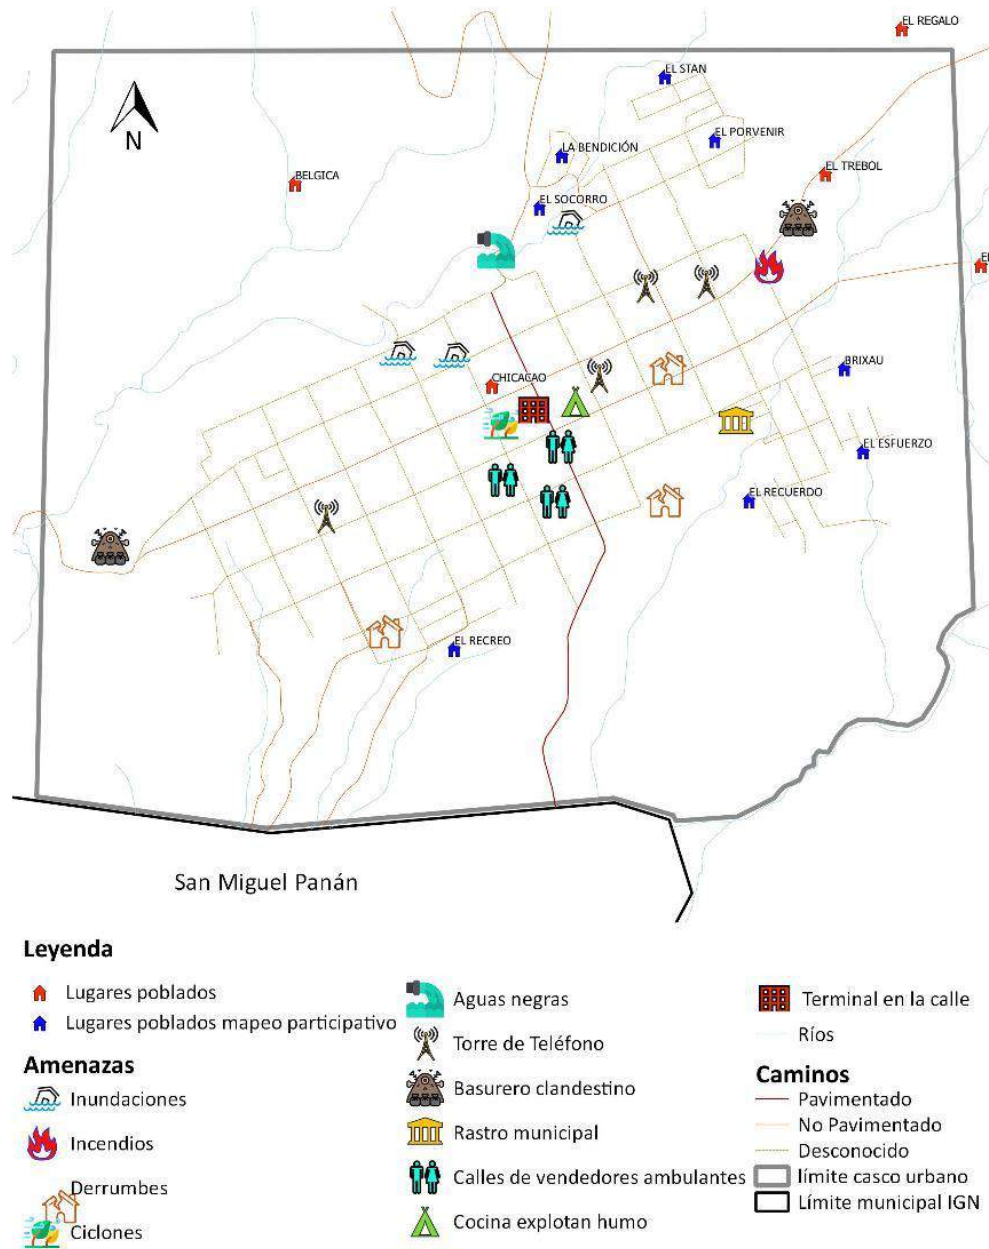 EL REGALO
EL STAN
EL PORVENIR
LA BENDICIÓN
EL TREBOL
BELGICA
EL SOCORRO
N
BRIXAU
CHICACAO
EL ESFUERZO
EL RECUERDO
EL RECREO
San Miguel Panán
Leyenda
Lugares poblados
Lugares poblados mapeo participativo
Amenazas
Inundaciones
Incendios
Derrumbes
Ciclones
Aguas negras
Torre de Teléfono
Basurero clandestino
Rastro municipal
Calles de vendedores ambulantes
Cocina explotan humo
Terminal en la calle
Ríos
Caminos
Pavimentado
No Pavimentado
Desconocido
límite casco urbano
Límite municipal IGN